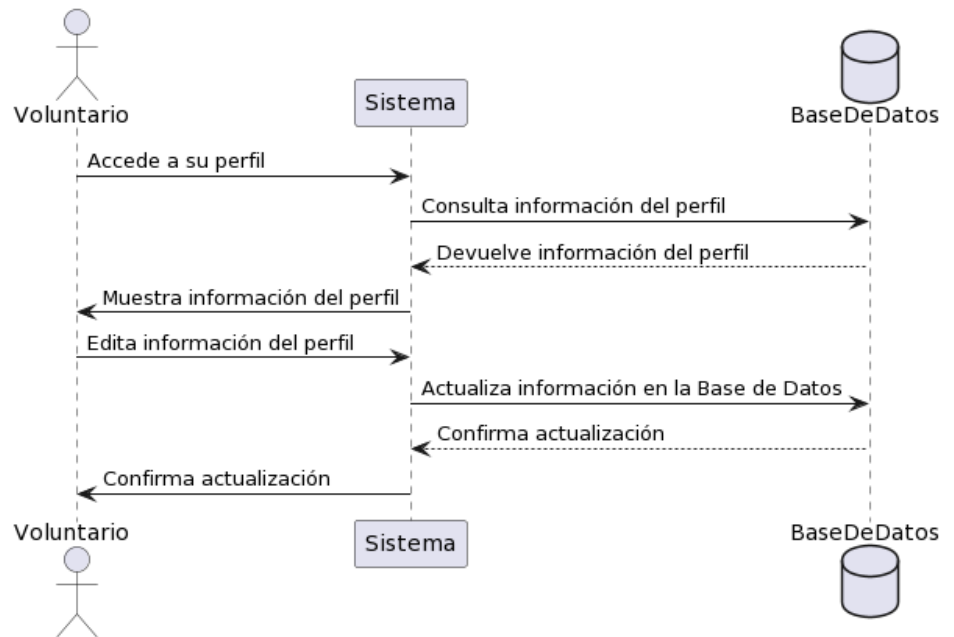 Voluntario
Sistema
BaseDeDatos
Accede a su perfil
Consulta información del perfil
Devuelve información del perfil
Muestra información del perfil
Edita información del perfil
Actualiza información en la Base de Datos
Confirma actualización
Confirma actualización
Voluntario
Sistema
BaseDeDatos